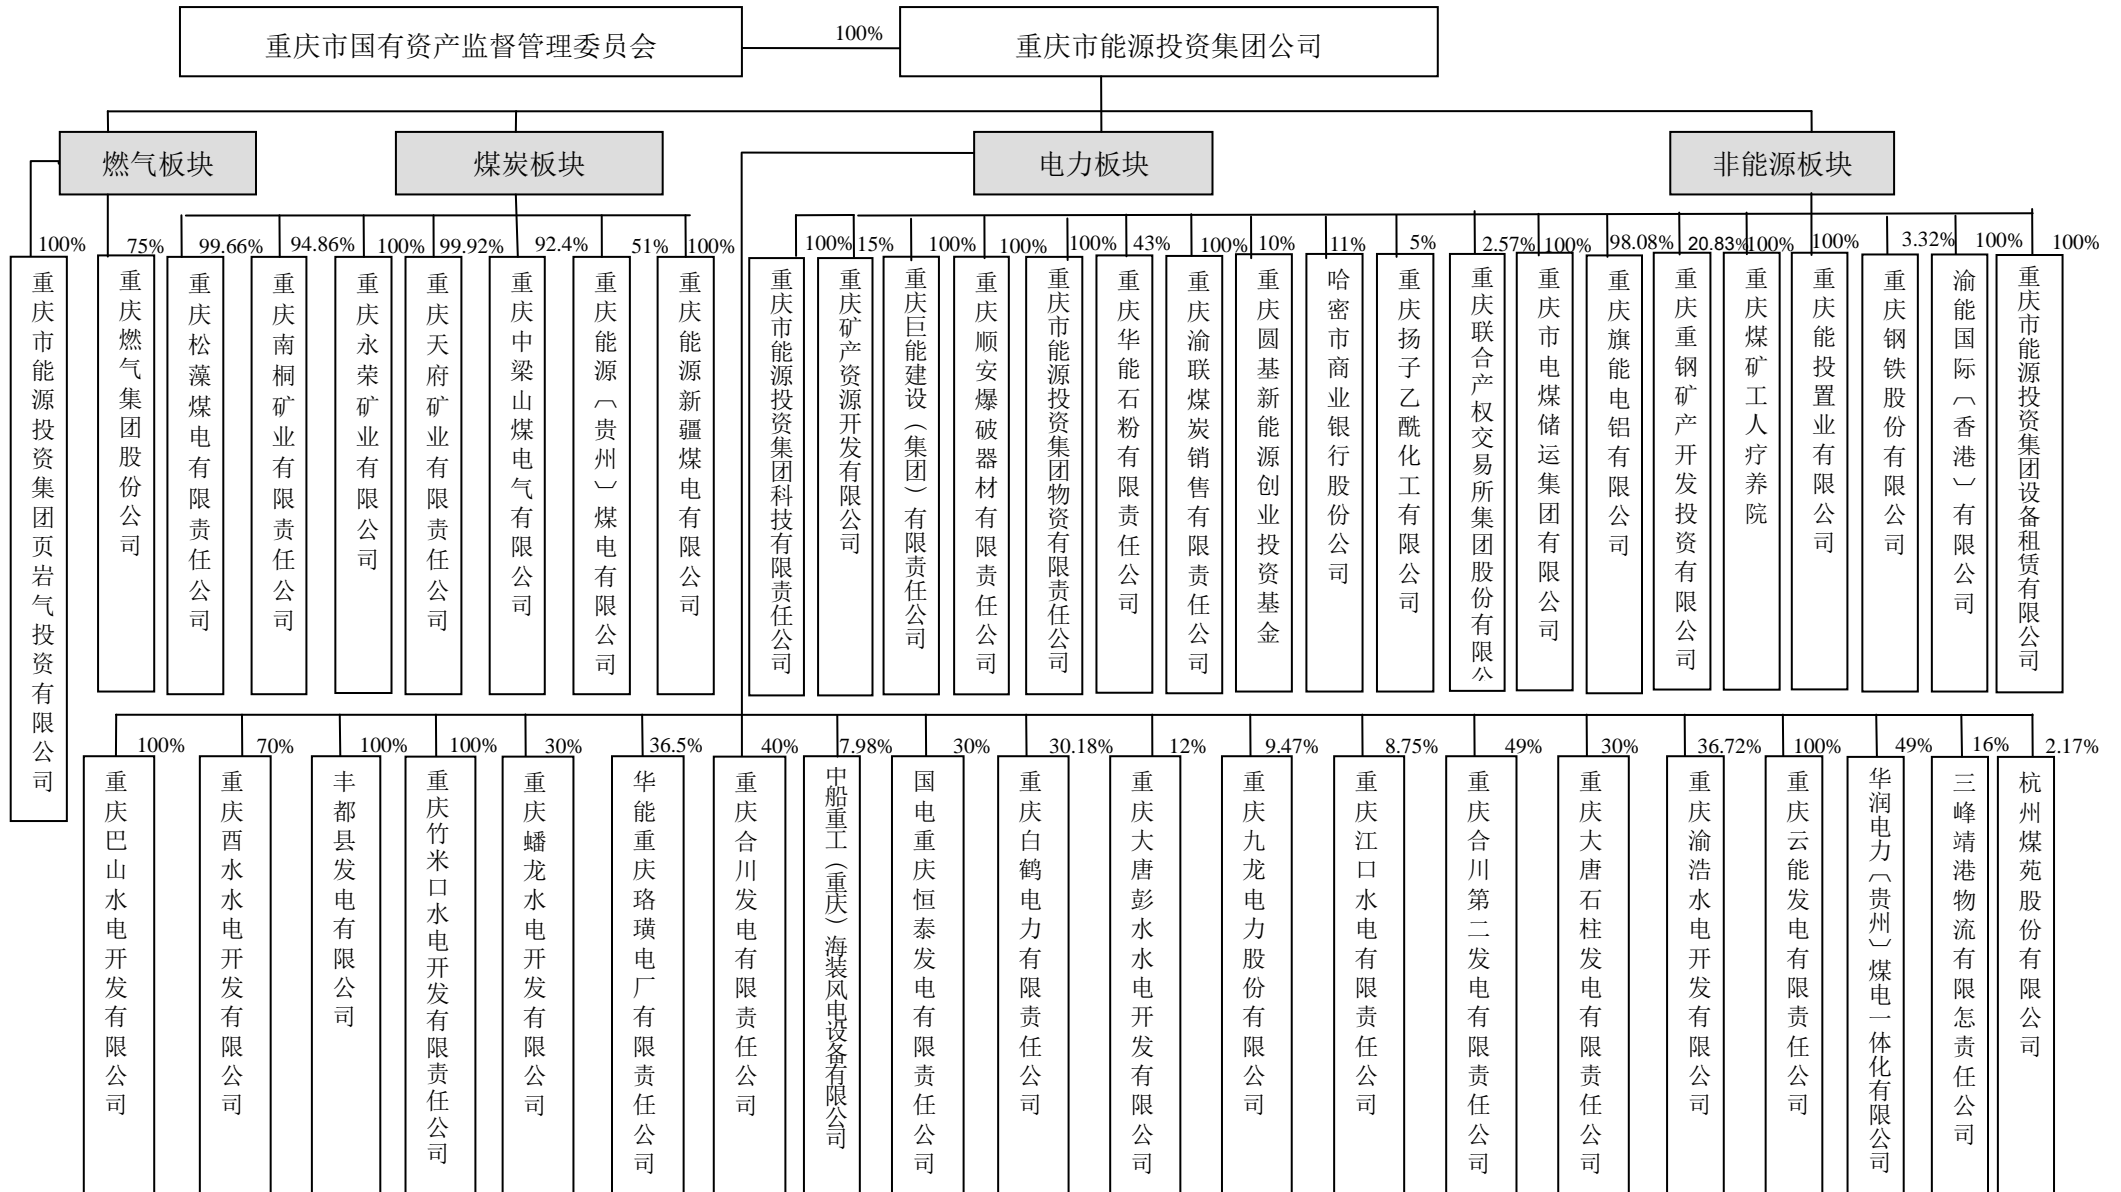 重庆市国有资产监督管理委员会
100%
重庆市能源投资集团公司
燃气板块
煤炭板块
电力板块
非能源板块
100%
75%
99.66%
94.86%
100%
99.92%
92.4%
51%
100%
100%
15%
100%
100%
100%
43%
100%
10%
11%
5%
2.57%
100%
98.08%
20.83%
100%
100%
3.32%
100%
100%
重庆市能源投资集团页岩气投资有限公司
重庆燃气集团股份公司
重庆松藻煤电有限责任公司
重庆南桐矿业有限责任公司
重庆永荣矿业有限公司
重庆天府矿业有限责任公司
重庆中梁山煤电气有限公司
重庆能源（贵州）煤电有限公司
重庆能源新疆煤电有限公司
重庆市能源投资集团科技有限责任公司
重庆矿产资源开发有限公司
重庆巨能建设（集团）有限责任公司
重庆顺安爆破器材有限责任公司
重庆市能源投资集团物资有限责任公司
重庆华能石粉有限责任公司
重庆渝联煤炭销售有限责任公司
重庆圆基新能源创业投资基金
哈密市商业银行股份公司
重庆扬子乙酰化工有限公司
重庆联合产权交易所集团股份有限公
重庆市电煤储运集团有限公司
重庆旗能电铝有限公司
重庆重钢矿产开发投资有限公司
重庆煤矿工人疗养院
重庆能投置业有限公司
重庆钢铁股份有限公司
渝能国际（香港）有限公司
重庆市能源投资集团设备租赁有限公司
100%
70%
100%
100%
30%
36.5%
40%
7.98%
30%
30.18%
12%
9.47%
8.75%
49%
30%
36.72%
100%
49%
16%
2.17%
重庆巴山水电开发有限公司
重庆酉水水电开发有限公司
丰都县发电有限公司
重庆竹米口水电开发有限责任公司
重庆蟠龙水电开发有限公司
华能重庆珞璜电厂有限责任公司
重庆合川发电有限责任公司
中船重工（重庆）海装风电设备有限公司
国电重庆恒泰发电有限责任公司
重庆白鹤电力有限责任公司
重庆大唐彭水水电开发有限公司
重庆九龙电力股份有限公司
重庆江口水电有限责任公司
重庆合川第二发电有限责任公司
重庆大唐石柱发电有限责任公司
重庆渝浩水电开发有限公司
重庆云能发电有限责任公司
华润电力（贵州）煤电一体化有限公司
三峰靖港物流有限怎责任公司
杭州煤苑股份有限公司